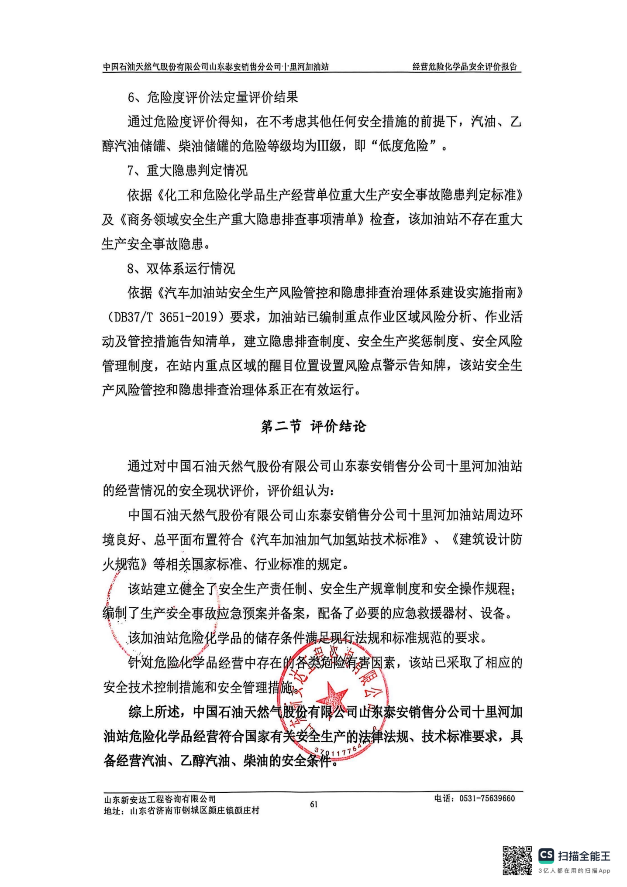 中国石油天然气股份有限公司山东泰安销售分公司十里河加油站 经营危险化学品安全评价报告
6、危险度评价法定量评价结果
通过危险度评价得知，在不考虑其他任何安全措施的前提下，汽油、乙
醇汽油储罐、柴油储罐的危险等级均为Ⅲ级，即“低度危险”。
7、重大隐患判定情况
依据《化工和危险化学品生产经营单位重大生产安全事故隐患判定标准》
及《商务领域安全生产重大隐患排查事项清单》检查，该加油站不存在重大
生产安全事故隐患。
8、双体系运行情况
依据《汽车加油站安全生产风险管控和隐患排查治理体系建设实施指南》
（DB37/T 3651-2019）要求，加油站已编制重点作业区域风险分析、作业活
动及管控措施告知清单，建立隐患排查制度、安全生产奖惩制度、安全风险
管理制度，在站内重点区域的醒目位置设置风险点警示告知牌，该站安全生
产风险管控和隐患排查治理体系正在有效运行。
第二节 评价结论
通过对中国石油天然气股份有限公司山东泰安销售分公司十里河加油站
的经营情况的安全现状评价，评价组认为：
中国石油天然气股份有限公司山东泰安销售分公司十里河加油站周边环
境良好、总平面布置符合《汽车加油加气加氢站技术标准》、《建筑设计防
火规范》等相关国家标准、行业标准的规定。
该站建立健全了安全生产责任制、安全生产规章制度和安全操作规程；
编制了生产安全事故应急预案并备案，配备了必要的应急救援器材、设备。
该加油站危险化学品的储存条件满足现行法规和标准规范的要求。
针对危险化学品经营中存在的各类危险有害因素，该站已采取了相应的
安全技术控制措施和安全管理措施。
综上所述，中国石油天然气股份有限公司山东泰安销售分公司十里河加
油站危险化学品经营符合国家有关安全生产的法律法规、技术标准要求，具
备经营汽油、乙醇汽油、柴油的安全条件。
山东新安达工程咨询有限公司 电话：0531-75639660
地址：山东省济南市钢城区颜庄镇颜庄村
61
CS 扫描全能王
3亿人都在用的扫描App